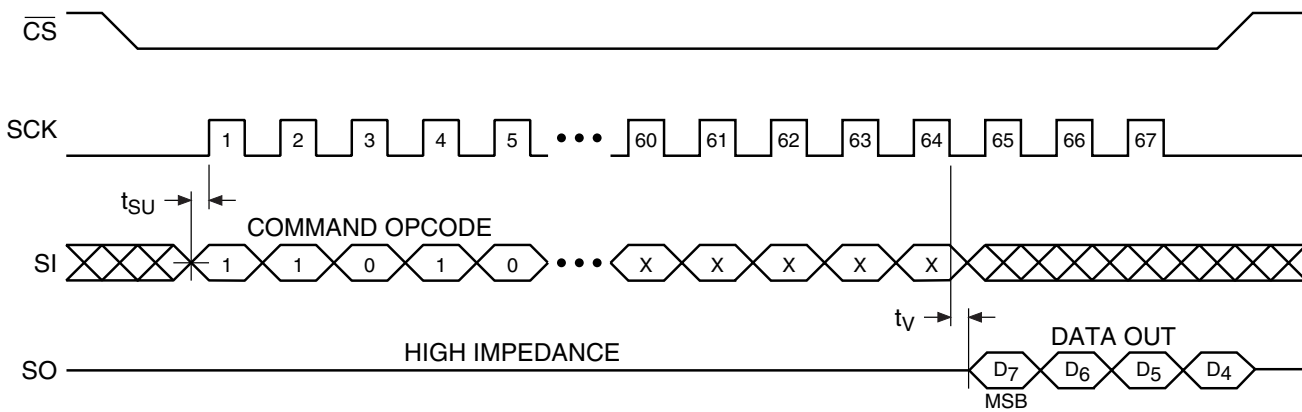 CS
SCK 1 2 3 4 5 ••• 60 61 62 63 64 65 66 67
tSU
COMMAND OPCODE
SI 1 1 0 1 0 ••• X X X X X
tV
HIGH IMPEDANCE DATA OUT
SO D7 D6 D5 D4
MSB